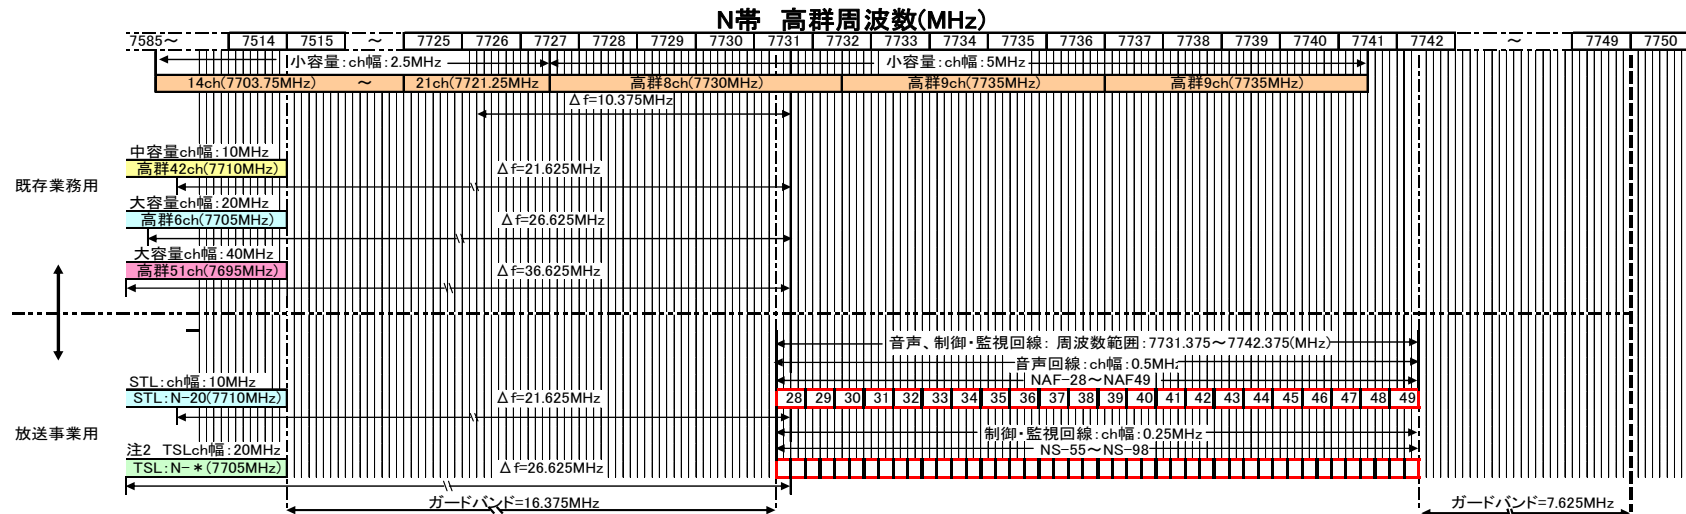 N帯　高群周波数(MHz)
7585～ 7514 7515 ～ 7725 7726 7727 7728 7729 7730 7731 7732 7733 7734 7735 7736 7737 7738 7739 7740 7741 7742 ～ 7749 7750
小容量:ch幅:2.5MHz 小容量:ch幅:5MHz
14ch(7703.75MHz) ～ 21ch(7721.25MHz 高群8ch(7730MHz) 高群9ch(7735MHz) 高群9ch(7735MHz)
Δf=10.375MHz
中容量ch幅:10MHz
高群42ch(7710MHz) Δf=21.625MHz
既存業務用
大容量ch幅:20MHz
高群6ch(7705MHz) Δf=26.625MHz
大容量ch幅:40MHz
高群51ch(7695MHz) Δf=36.625MHz
音声、制御・監視回線: 周波数範囲:7731.375～7742.375(MHz)
音声回線:ch幅:0.5MHz
STL:ch幅:10MHz NAF-28～NAF49
STL:N-20(7710MHz) Δf=21.625MHz 28 29 30 31 32 33 34 35 36 37 38 39 40 41 42 43 44 45 46 47 48 49
放送事業用
制御・監視回線:ch幅:0.25MHz
注2 TSLch幅:20MHz NS-55～NS-98
TSL:N-＊(7705MHz) Δf=26.625MHz
ガードバンド=16.375MHz ガードバンド=7.625MHz